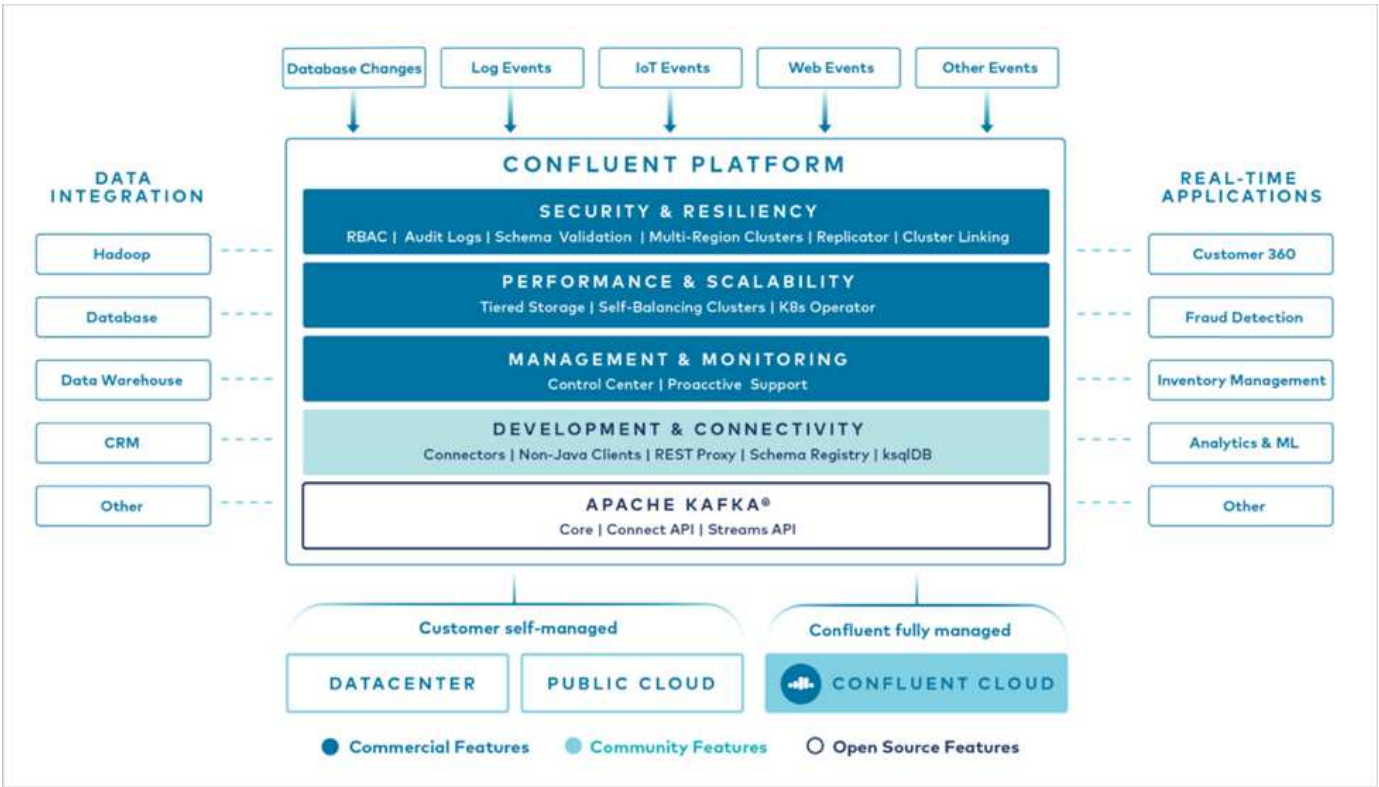 Database Changes
Log Events
IoT Events
Web Events
Other Events
DATA
INTEGRATION
Hadoop
Database
Data Warehouse
CRM
Other
CONFLUENT PLATFORM
SECURITY & RESILIENCY
RBAC | Audit Logs | Schema Validation | Multi-Region Clusters | Replicator | Cluster Linking
PERFORMANCE & SCALABILITY
Tiered Storage | Self-Balancing Clusters | K8s Operator
MANAGEMENT & MONITORING
Control Center | Proacctive Support
DEVELOPMENT & CONNECTIVITY
Connectors | Non-Java Clients | REST Proxy | Schema Registry | ksqlDB
APACHE KAFKA®
Core | Connect API | Streams API
REAL-TIME
APPLICATIONS
Customer 360
Fraud Detection
Inventory Management
Analytics & ML
Other
Customer self-managed
Confluent fully managed
DATACENTER
PUBLIC CLOUD
CONFLUENT CLOUD
Commercial Features
Community Features
Open Source Features